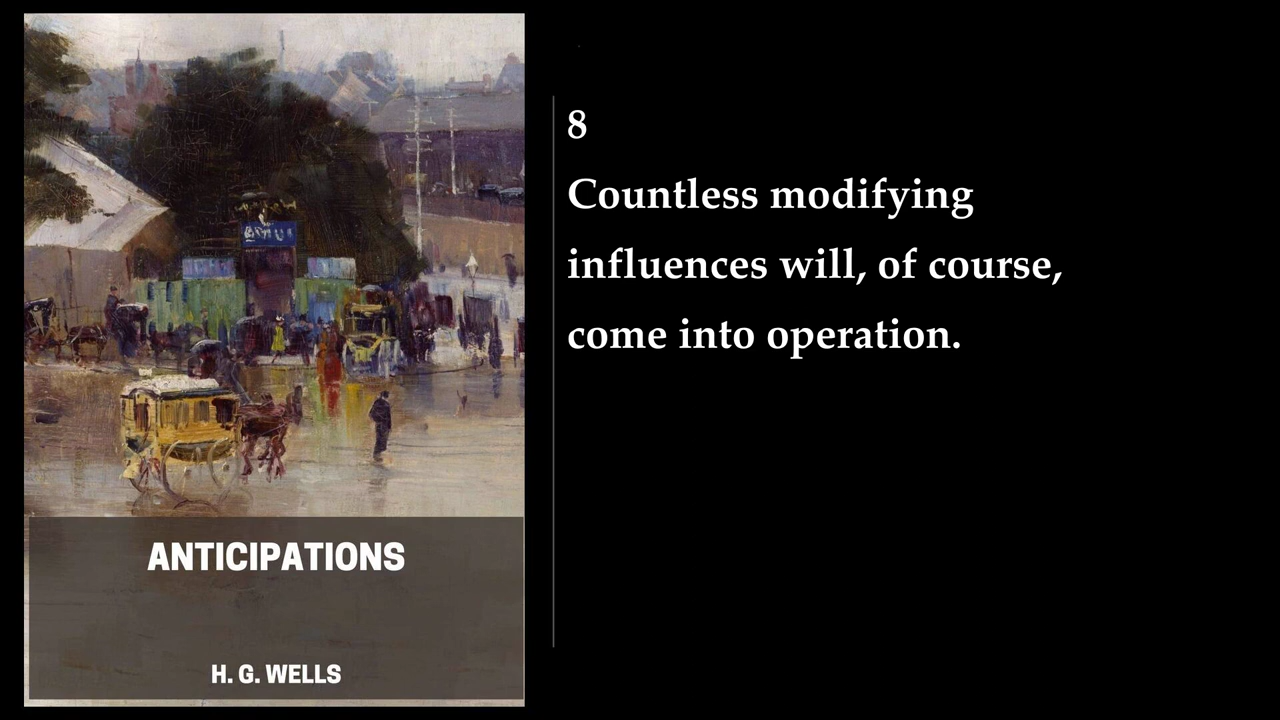 ANTICIPATIONS
H. G. WELLS
8
Countless modifying
influences will, of course,
come into operation.